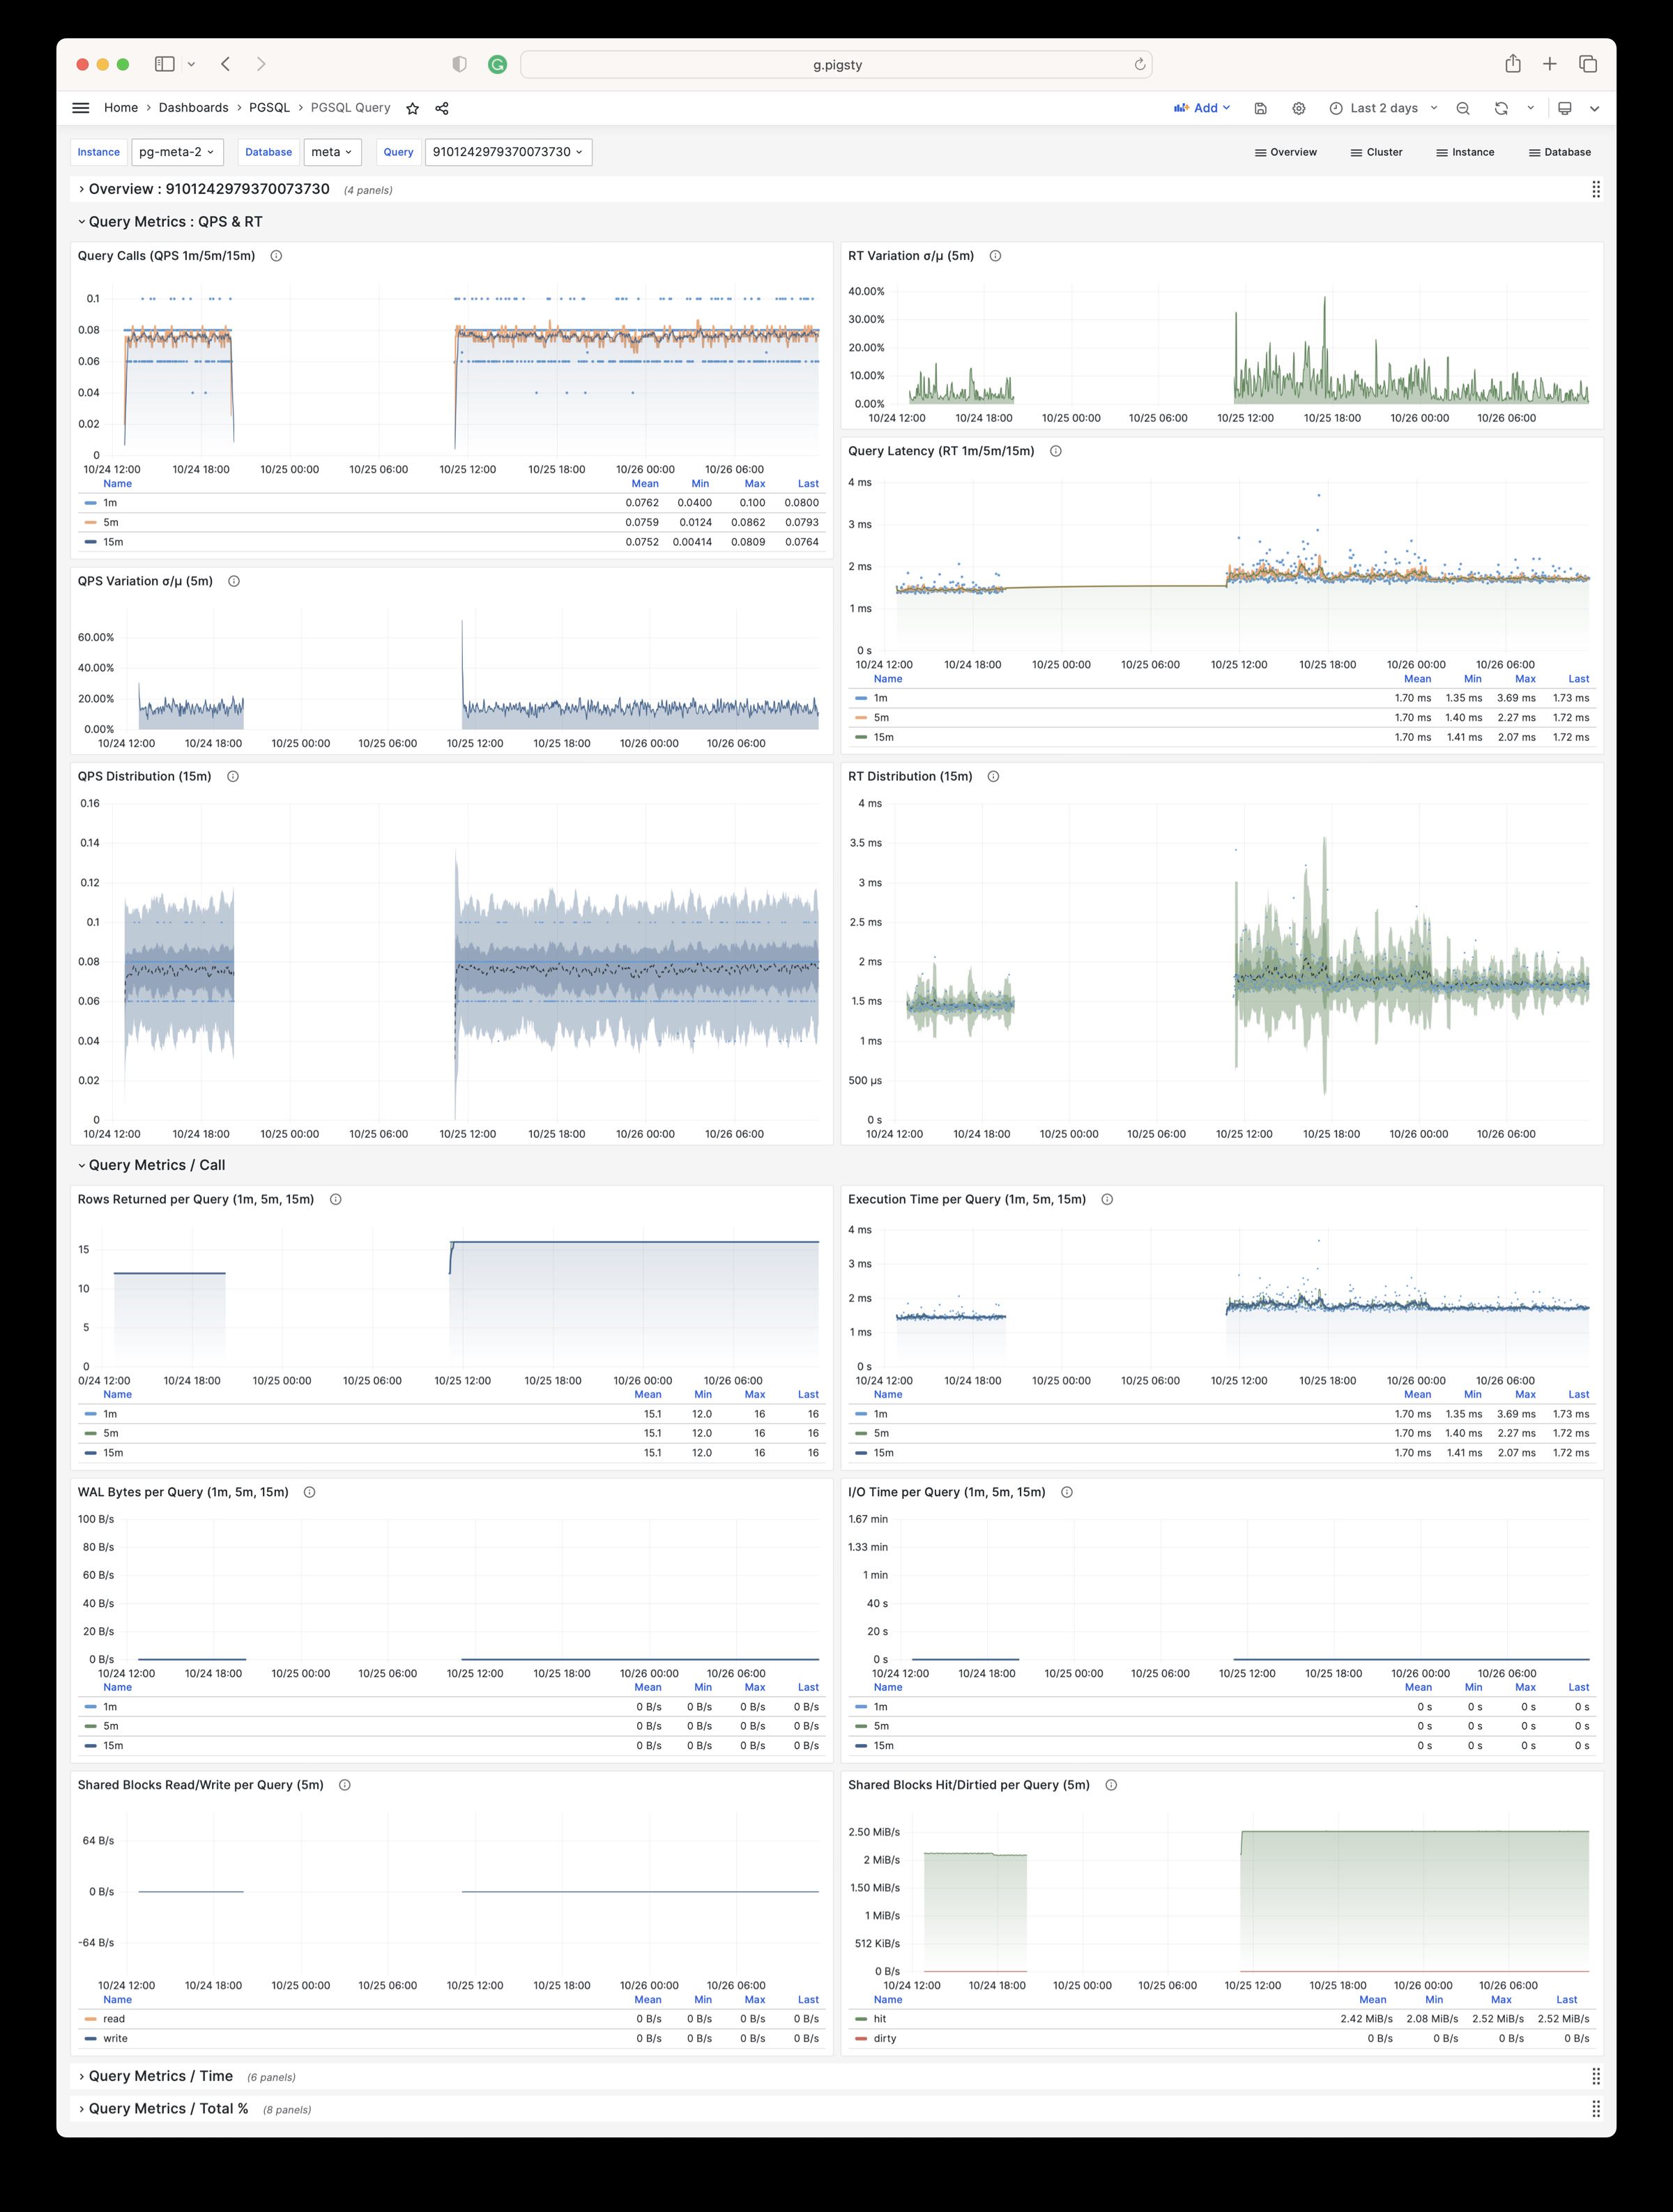 g.pigsty
Home › Dashboards › PGSQL › PGSQL Query
Add
Last 2 days
Instance pg-meta-2 Database meta Query 9101242979370073730
Overview Cluster Instance Database
Overview : 9101242979370073730 (4 panels)
Query Metrics : QPS & RT
Query Calls (QPS 1m/5m/15m)
0.1
0.08
0.06
0.04
0.02
0
10/24 12:00 10/24 18:00 10/25 00:00 10/25 06:00 10/25 12:00 10/25 18:00 10/26 00:00 10/26 06:00
Name Mean Min Max Last
1m 0.0762 0.0400 0.100 0.0800
5m 0.0759 0.0124 0.0862 0.0793
15m 0.0752 0.00414 0.0809 0.0764
RT Variation σ/μ (5m)
40.00%
30.00%
20.00%
10.00%
0.00%
10/24 12:00 10/24 18:00 10/25 00:00 10/25 06:00 10/25 12:00 10/25 18:00 10/26 00:00 10/26 06:00
Query Latency (RT 1m/5m/15m)
4 ms
3 ms
2 ms
1 ms
0 s
10/24 12:00 10/24 18:00 10/25 00:00 10/25 06:00 10/25 12:00 10/25 18:00 10/26 00:00 10/26 06:00
Name Mean Min Max Last
1m 1.70 ms 1.35 ms 3.69 ms 1.73 ms
5m 1.70 ms 1.40 ms 2.27 ms 1.72 ms
15m 1.70 ms 1.41 ms 2.07 ms 1.72 ms
QPS Variation σ/μ (5m)
60.00%
40.00%
20.00%
0.00%
10/24 12:00 10/24 18:00 10/25 00:00 10/25 06:00 10/25 12:00 10/25 18:00 10/26 00:00 10/26 06:00
QPS Distribution (15m)
0.16
0.14
0.12
0.1
0.08
0.06
0.04
0.02
0
10/24 12:00 10/24 18:00 10/25 00:00 10/25 06:00 10/25 12:00 10/25 18:00 10/26 00:00 10/26 06:00
RT Distribution (15m)
4 ms
3.5 ms
3 ms
2.5 ms
2 ms
1.5 ms
1 ms
500 μs
0 s
10/24 12:00 10/24 18:00 10/25 00:00 10/25 06:00 10/25 12:00 10/25 18:00 10/26 00:00 10/26 06:00
Query Metrics / Call
Rows Returned per Query (1m, 5m, 15m)
15
10
5
0
0/24 12:00 10/24 18:00 10/25 00:00 10/25 06:00 10/25 12:00 10/25 18:00 10/26 00:00 10/26 06:00
Name Mean Min Max Last
1m 15.1 12.0 16 16
5m 15.1 12.0 16 16
15m 15.1 12.0 16 16
Execution Time per Query (1m, 5m, 15m)
4 ms
3 ms
2 ms
1 ms
0 s
10/24 12:00 10/24 18:00 10/25 00:00 10/25 06:00 10/25 12:00 10/25 18:00 10/26 00:00 10/26 06:00
Name Mean Min Max Last
1m 1.70 ms 1.35 ms 3.69 ms 1.73 ms
5m 1.70 ms 1.40 ms 2.27 ms 1.72 ms
15m 1.70 ms 1.41 ms 2.07 ms 1.72 ms
WAL Bytes per Query (1m, 5m, 15m)
100 B/s
80 B/s
60 B/s
40 B/s
20 B/s
0 B/s
10/24 12:00 10/24 18:00 10/25 00:00 10/25 06:00 10/25 12:00 10/25 18:00 10/26 00:00 10/26 06:00
Name Mean Min Max Last
1m 0 B/s 0 B/s 0 B/s 0 B/s
5m 0 B/s 0 B/s 0 B/s 0 B/s
15m 0 B/s 0 B/s 0 B/s 0 B/s
I/O Time per Query (1m, 5m, 15m)
1.67 min
1.33 min
1 min
40 s
20 s
0 s
10/24 12:00 10/24 18:00 10/25 00:00 10/25 06:00 10/25 12:00 10/25 18:00 10/26 00:00 10/26 06:00
Name Mean Min Max Last
1m 0 s 0 s 0 s 0 s
5m 0 s 0 s 0 s 0 s
15m 0 s 0 s 0 s 0 s
Shared Blocks Read/Write per Query (5m)
64 B/s
0 B/s
-64 B/s
10/24 12:00 10/24 18:00 10/25 00:00 10/25 06:00 10/25 12:00 10/25 18:00 10/26 00:00 10/26 06:00
Name Mean Min Max Last
read 0 B/s 0 B/s 0 B/s 0 B/s
write 0 B/s 0 B/s 0 B/s 0 B/s
Shared Blocks Hit/Dirtied per Query (5m)
2.50 MiB/s
2 MiB/s
1.50 MiB/s
1 MiB/s
512 KiB/s
0 B/s
10/24 12:00 10/24 18:00 10/25 00:00 10/25 06:00 10/25 12:00 10/25 18:00 10/26 00:00 10/26 06:00
Name Mean Min Max Last
hit 2.42 MiB/s 2.08 MiB/s 2.52 MiB/s 2.52 MiB/s
dirty 0 B/s 0 B/s 0 B/s 0 B/s
Query Metrics / Time (6 panels)
Query Metrics / Total % (8 panels)